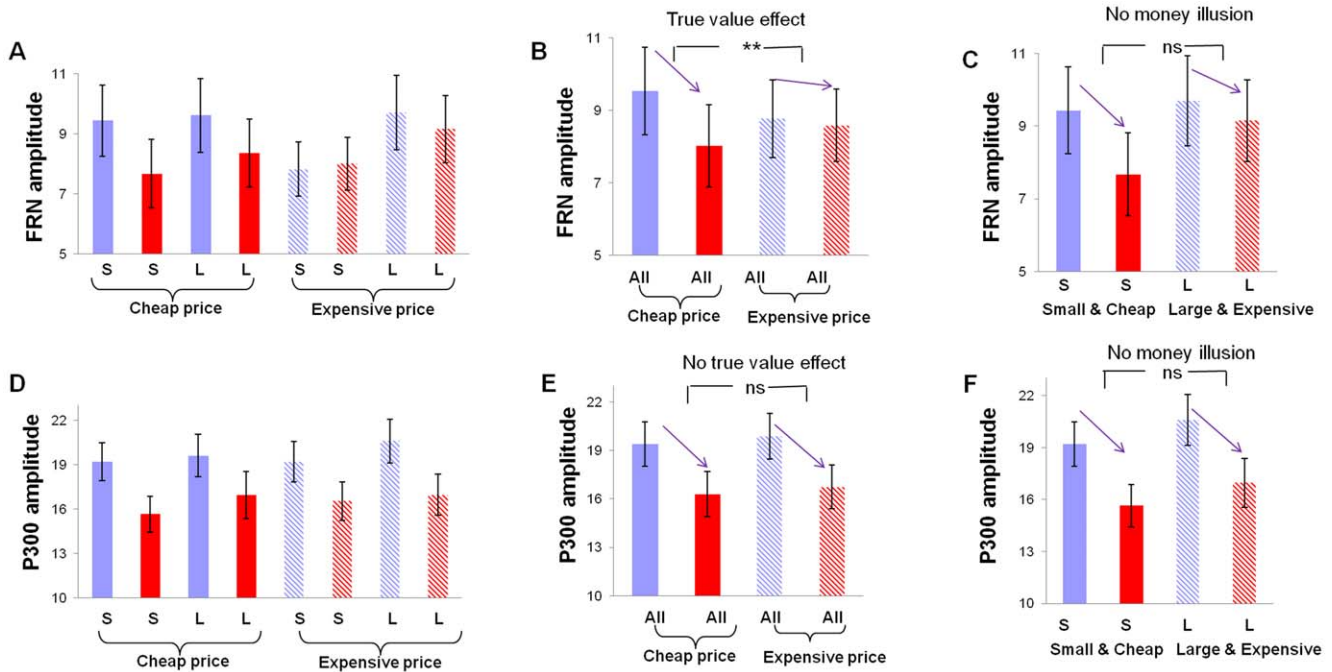 A
FRN amplitude
11
9
7
5
S S L L S S L L
Cheap price Expensive price
True value effect
B
**
FRN amplitude
11
9
7
5
All All All All
Cheap price Expensive price
No money illusion
C
ns
FRN amplitude
11
9
7
5
S S L L
Small & Cheap Large & Expensive
D
P300 amplitude
22
19
16
13
10
S S L L S S L L
Cheap price Expensive price
No true value effect
E
ns
P300 amplitude
22
19
16
13
10
All All All All
Cheap price Expensive price
No money illusion
F
ns
P300 amplitude
22
19
16
13
10
S S L L
Small & Cheap Large & Expensive